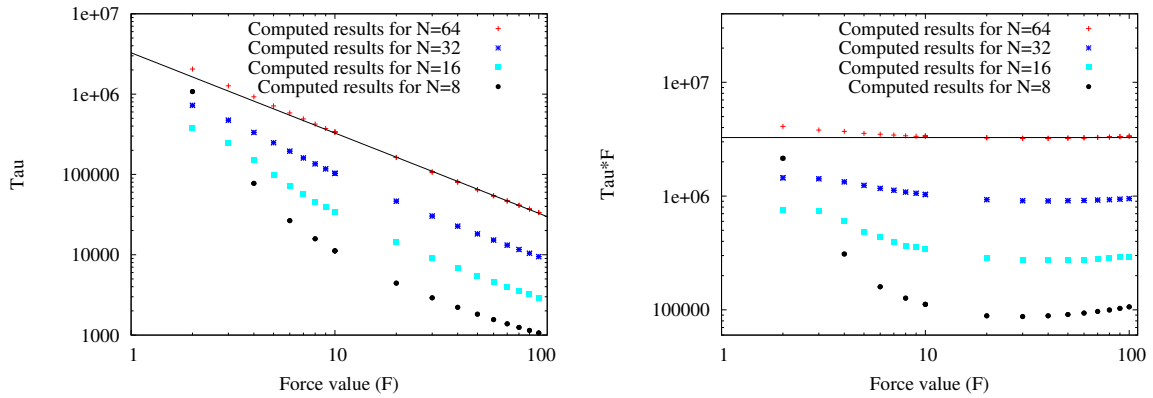 1e+07
1e+06
100000
10000
1000
Tau
Computed results for N=64
Computed results for N=32
Computed results for N=16
Computed results for N=8
1 10 100
Force value (F)
1e+07
1e+06
100000
Tau*F
Computed results for N=64
Computed results for N=32
Computed results for N=16
Computed results for N=8
1 10 100
Force value (F)